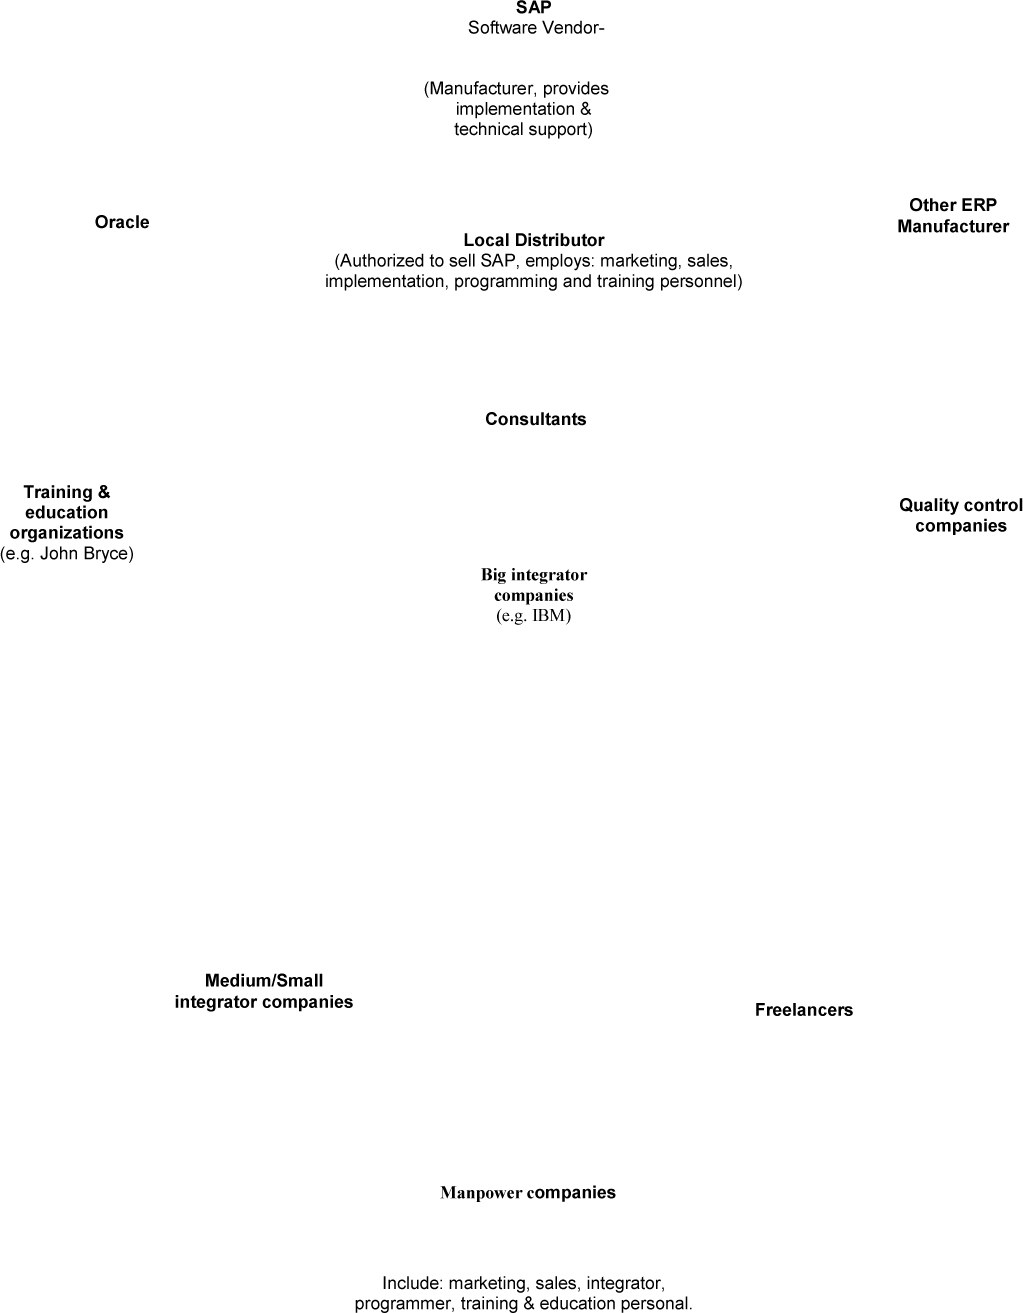 SAP
Software Vendor-
(Manufacturer, provides
implementation &
technical support)
Oracle
Other ERP
Manufacturer
Local Distributor
(Authorized to sell SAP, employs: marketing, sales,
implementation, programming and training personnel)
Consultants
Training &
education
organizations
(e.g. John Bryce)
Quality control
companies
Big integrator
companies
(e.g. IBM)
Medium/Small
integrator companies
Freelancers
Manpower companies
Include: marketing, sales, integrator,
programmer, training & education personal.